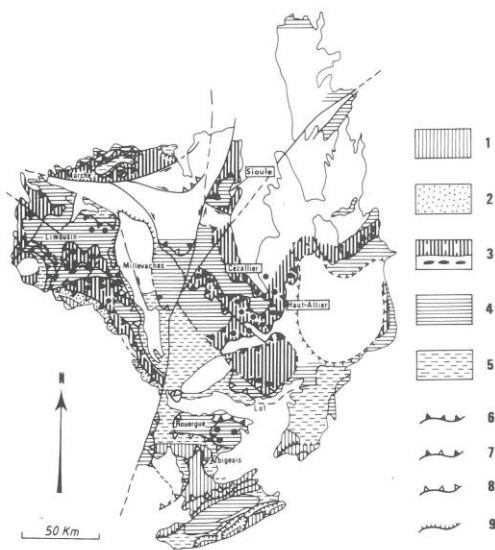 Sioule
Marche
Limousin
Millevaches
Cezallier
Haut-Allier
Lot
Rouergue
Albigeois
N
50 Km
1
2
3
4
5
6
7
8
9